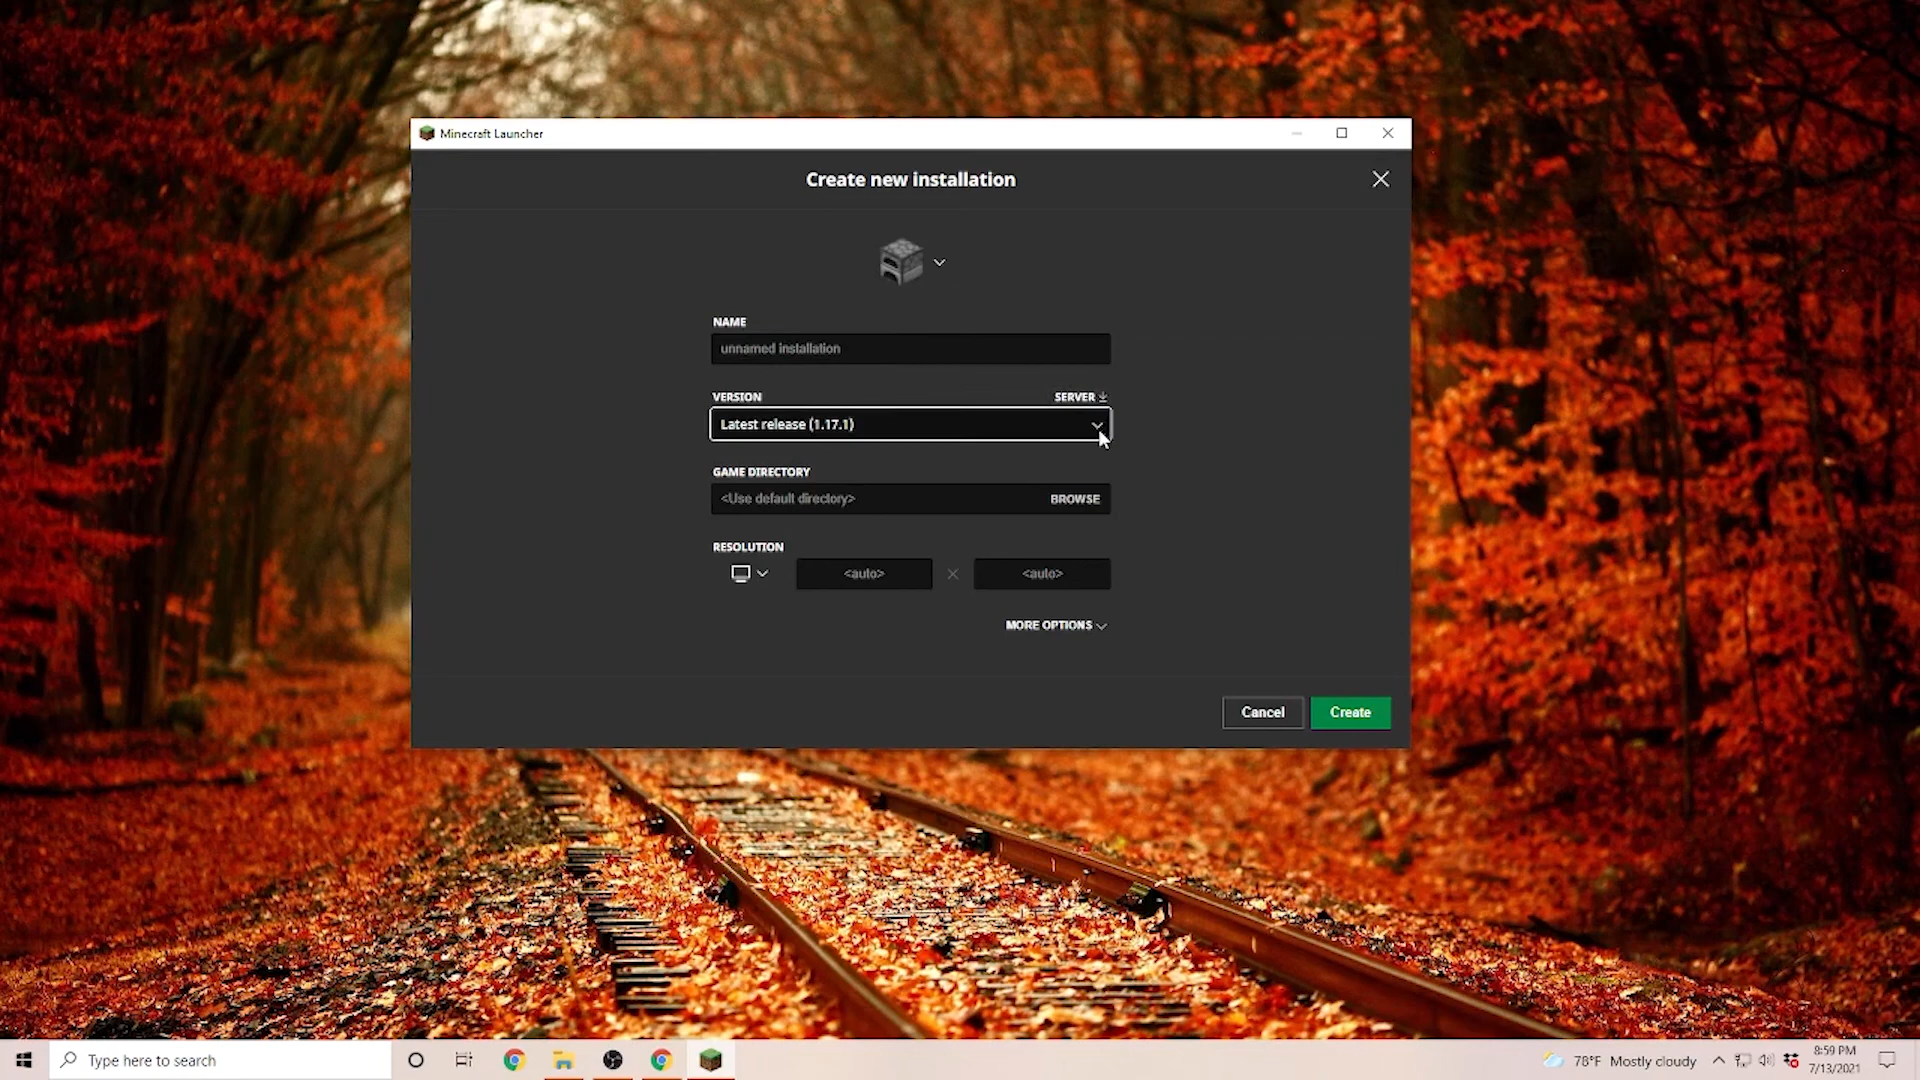 Minecraft Launcher
Create new installation
NAME
unnamed installation
VERSION
SERVER
Latest release (1.17.1)
GAME DIRECTORY
<Use default directory>
BROWSE
RESOLUTION
<auto>
<auto>
MORE OPTIONS
Cancel
Create
Type here to search
78°F Mostly cloudy
8:59 PM
7/13/2021